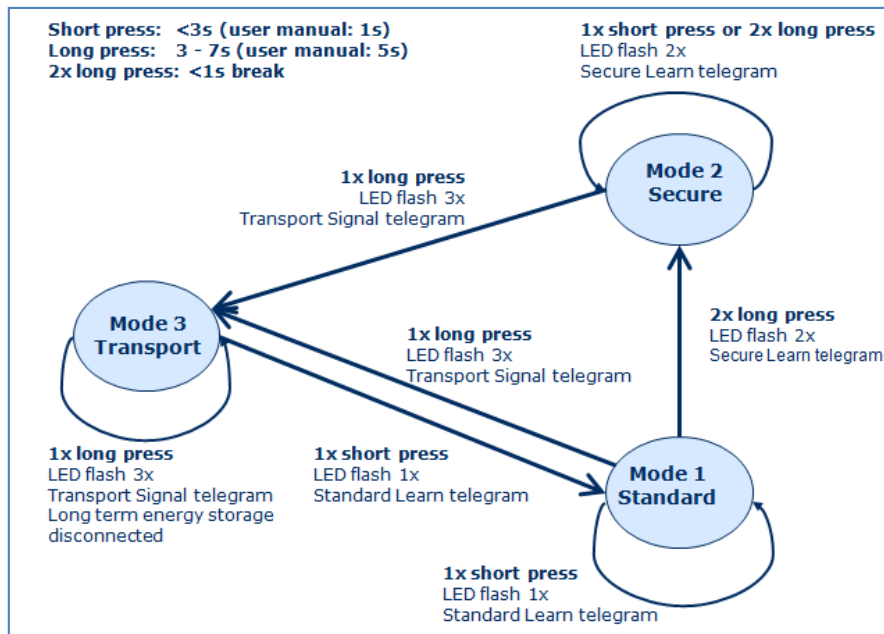 Short press: <3s (user manual: 1s)
Long press: 3 - 7s (user manual: 5s)
2x long press: <1s break
1x short press or 2x long press
LED flash 2x
Secure Learn telegram
Mode 2
Secure
1x long press
LED flash 3x
Transport Signal telegram
Mode 3
Transport
1x long press
LED flash 3x
Transport Signal telegram
2x long press
LED flash 2x
Secure Learn telegram
1x long press
LED flash 3x
Transport Signal telegram
Long term energy storage
disconnected
1x short press
LED flash 1x
Standard Learn telegram
Mode 1
Standard
1x short press
LED flash 1x
Standard Learn telegram